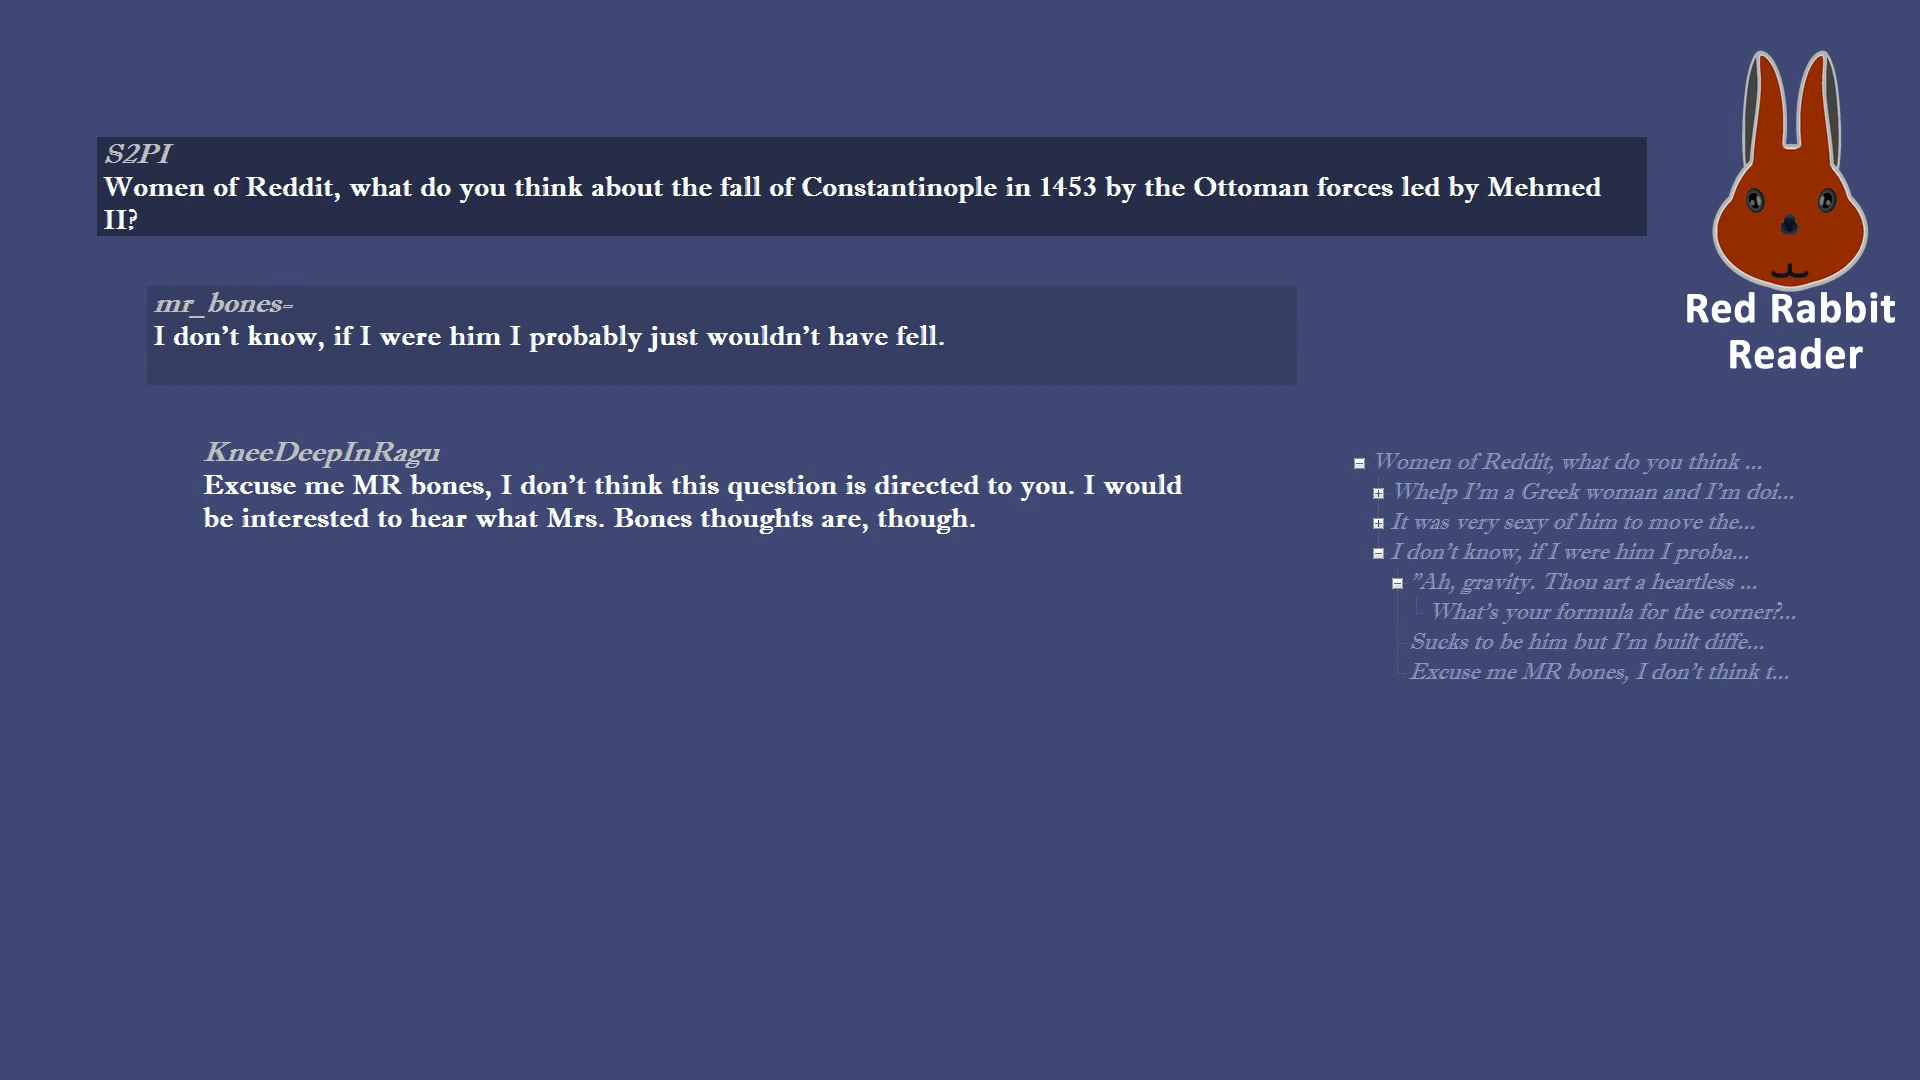 S2PI
Women of Reddit, what do you think about the fall of Constantinople in 1453 by the Ottoman forces led by Mehmed
II?
mr_bones-
I don't know, if I were him I probably just wouldn't have fell.
KneeDeepInRagu
Excuse me MR bones, I don't think this question is directed to you. I would
be interested to hear what Mrs. Bones thoughts are, though.
Red Rabbit
Reader
Women of Reddit, what do you think ...
Whelp I'm a Greek woman and I'm doi...
It was very sexy of him to move the...
I don't know, if I were him I proba...
"Ah, gravity. Thou art a heartless ...
What's your formula for the corner?...
Sucks to be him but I'm built diffe...
Excuse me MR bones, I don't think t...